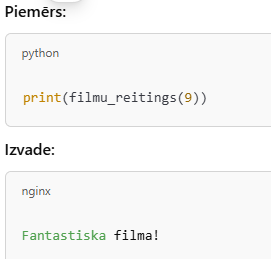 Piemērs:
python
print(filmu_reitings(9))
Izvade:
nginx
Fantastiska filma!